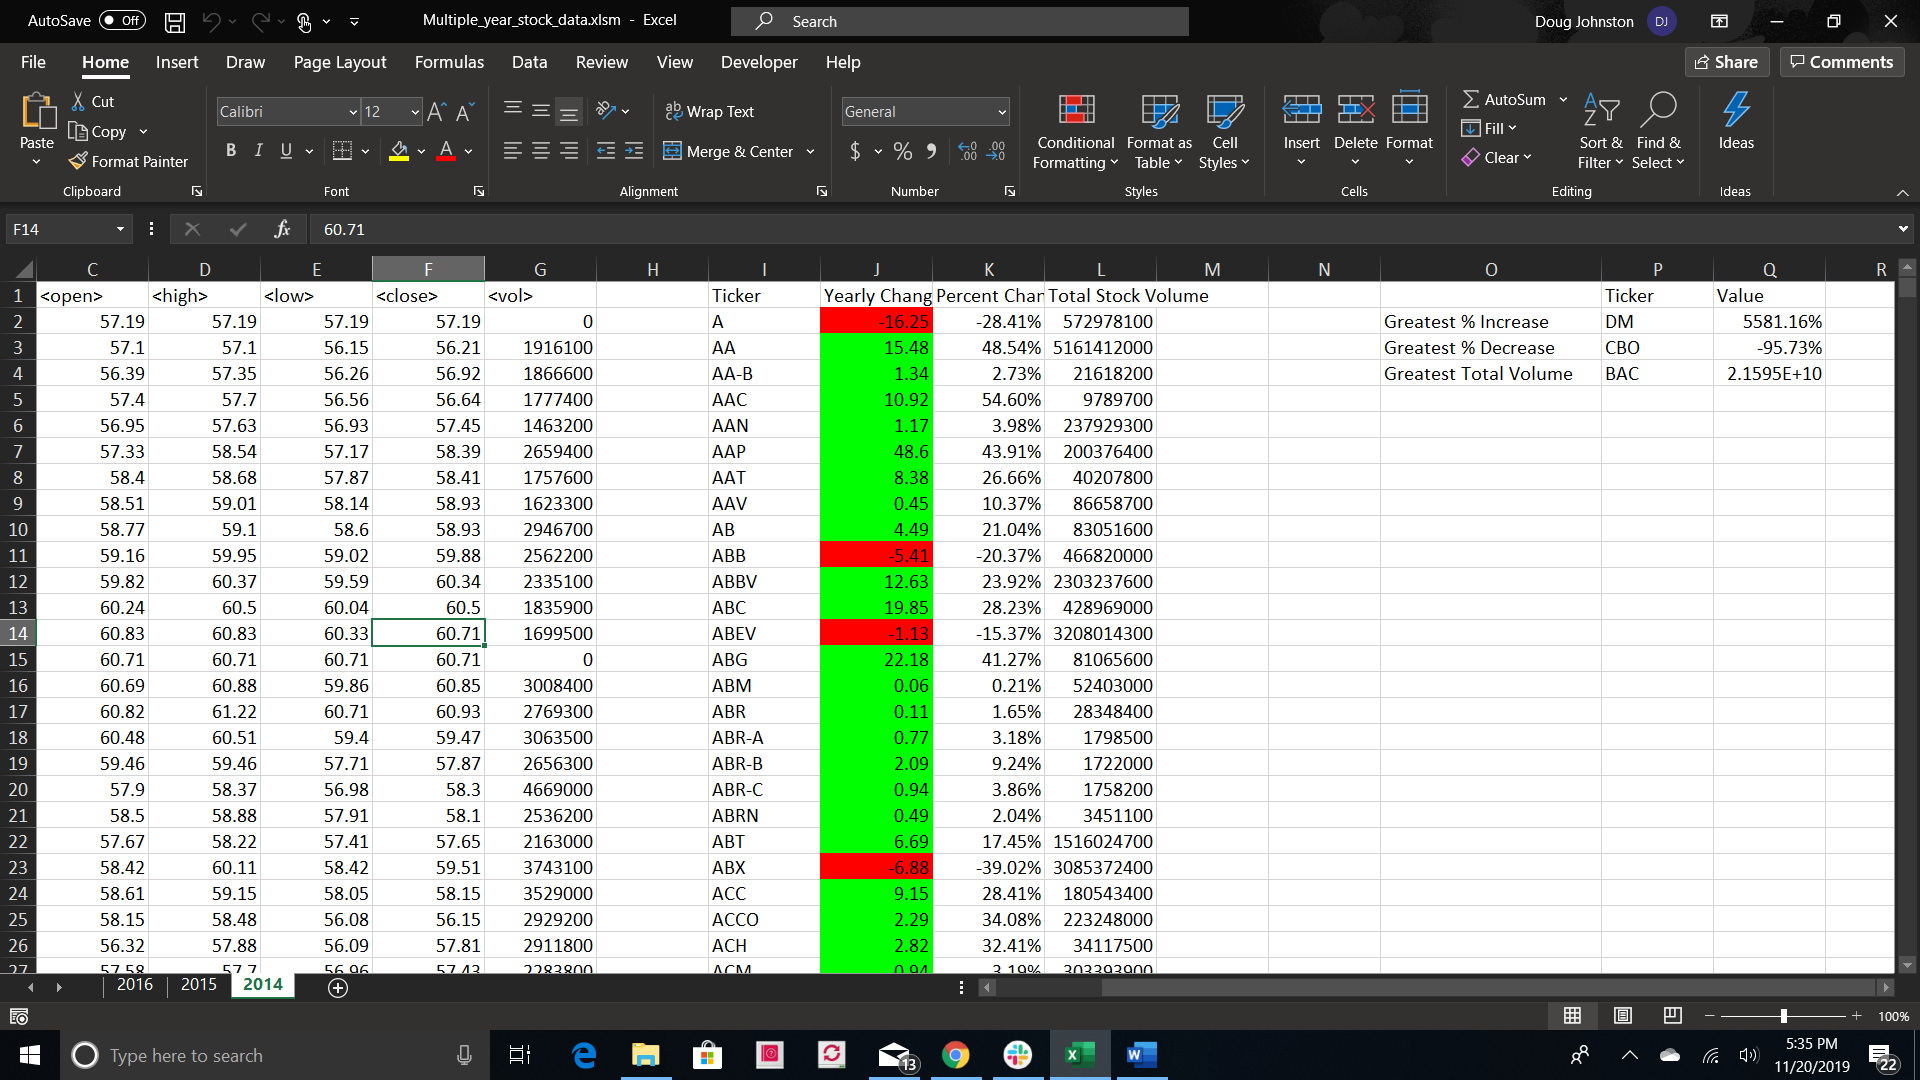 AutoSave Off Multiple_year_stock_data.xlsm - Excel Search Doug Johnston DJ
File Home Insert Draw Page Layout Formulas Data Review View Developer Help Share Comments
Paste Cut Calibri 12 Wrap Text General Conditional Formatting Format as Table Cell Styles Insert Delete Format AutoSum Sort & Filter Find & Select Ideas
Copy Fill
Format Painter B I U A Merge & Center $ % Clear
Clipboard Font Alignment Number Styles Cells Editing Ideas
F14 fx 60.71
C D E F G H I J K L M N O P Q R
1 <open> <high> <low> <close> <vol> Ticker Yearly Chang Percent Chan Total Stock Volume Ticker Value
2 57.19 57.19 57.19 57.19 0 A -16.25 -28.41% 572978100 Greatest % Increase DM 5581.16%
3 57.1 57.1 56.15 56.21 1916100 AA 15.48 48.54% 5161412000 Greatest % Decrease CBO -95.73%
4 56.39 57.35 56.26 56.92 1866600 AA-B 1.34 2.73% 21618200 Greatest Total Volume BAC 2.1595E+10
5 57.4 57.7 56.56 56.64 1777400 AAC 10.92 54.60% 9789700
6 56.95 57.63 56.93 57.45 1463200 AAN 1.17 3.98% 237929300
7 57.33 58.54 57.17 58.39 2659400 AAP 48.6 43.91% 200376400
8 58.4 58.68 57.87 58.41 1757600 AAT 8.38 26.66% 40207800
9 58.51 59.01 58.14 58.93 1623300 AAV 0.45 10.37% 86658700
10 58.77 59.1 58.6 58.93 2946700 AB 4.49 21.04% 83051600
11 59.16 59.95 59.02 59.88 2562200 ABB -5.41 -20.37% 466820000
12 59.82 60.37 59.59 60.34 2335100 ABBV 12.63 23.92% 2303237600
13 60.24 60.5 60.04 60.5 1835900 ABC 19.85 28.23% 428969000
14 60.83 60.83 60.33 60.71 1699500 ABEV -1.13 -15.37% 3208014300
15 60.71 60.71 60.71 60.71 0 ABG 22.18 41.27% 81065600
16 60.69 60.88 59.86 60.85 3008400 ABM 0.06 0.21% 52403000
17 60.82 61.22 60.71 60.93 2769300 ABR 0.11 1.65% 28348400
18 60.48 60.51 59.4 59.47 3063500 ABR-A 0.77 3.18% 1798500
19 59.46 59.46 57.71 57.87 2656300 ABR-B 2.09 9.24% 1722000
20 57.9 58.37 56.98 58.3 4669000 ABR-C 0.94 3.86% 1758200
21 58.5 58.88 57.91 58.1 2536200 ABRN 0.49 2.04% 3451100
22 57.67 58.22 57.41 57.65 2163000 ABT 6.69 17.45% 1516024700
23 58.42 60.11 58.42 59.51 3743100 ABX -6.88 -39.02% 3085372400
24 58.61 59.15 58.05 58.15 3529000 ACC 9.15 28.41% 180543400
25 58.15 58.48 56.08 56.15 2929200 ACCO 2.29 34.08% 223248000
26 56.32 57.88 56.09 57.81 2911800 ACH 2.82 32.41% 34117500
27 57.58 57.7 56.96 57.43 2283800 ACM 0.94 3.19% 303393900
2016 2015 2014
100%
Type here to search 13 5:35 PM
11/20/2019 22